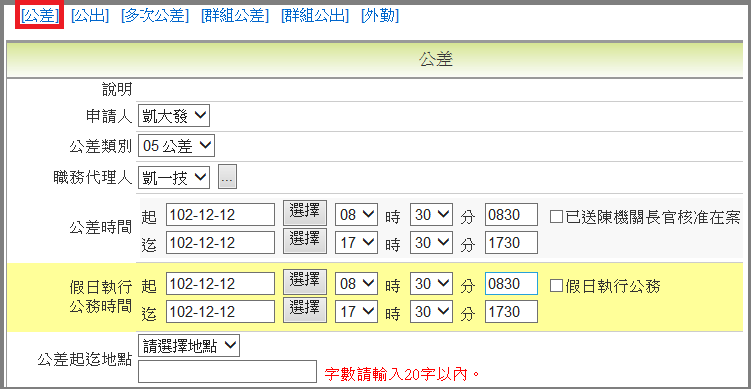 [公差] [公出] [多次公差] [群組公差] [群組公出] [外勤]
公差
說明
申請人 凱大發
公差類別 05 公差
職務代理人 凱一技 ...
公差時間 起 102-12-12 選擇 08 時 30 分 0830 已送陳機關長官核准在案
迄 102-12-12 選擇 17 時 30 分 1730
假日執行公務時間 起 102-12-12 選擇 08 時 30 分 0830 假日執行公務
迄 102-12-12 選擇 17 時 30 分 1730
公差起迄地點 請選擇地點
字數請輸入20字以內。